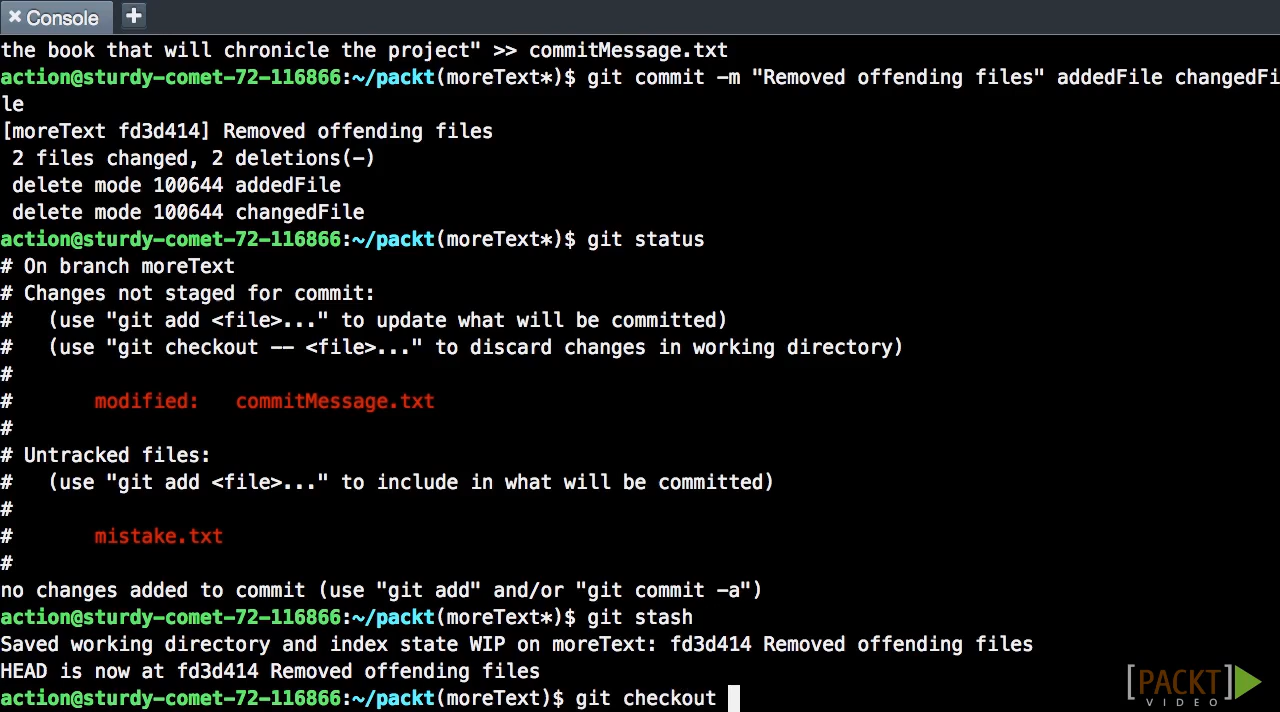 × Console +
the book that will chronicle the project" >> commitMessage.txt
action@sturdy-comet-72-116866:~/packt(moreText*)$ git commit -m "Removed offending files" addedFile changedFi
le
[moreText fd3d414] Removed offending files
 2 files changed, 2 deletions(-)
 delete mode 100644 addedFile
 delete mode 100644 changedFile
action@sturdy-comet-72-116866:~/packt(moreText*)$ git status
# On branch moreText
# Changes not staged for commit:
#   (use "git add <file>..." to update what will be committed)
#   (use "git checkout -- <file>..." to discard changes in working directory)
#
#       modified:   commitMessage.txt
#
# Untracked files:
#   (use "git add <file>..." to include in what will be committed)
#
#       mistake.txt
#
no changes added to commit (use "git add" and/or "git commit -a")
action@sturdy-comet-72-116866:~/packt(moreText*)$ git stash
Saved working directory and index state WIP on moreText: fd3d414 Removed offending files
HEAD is now at fd3d414 Removed offending files
action@sturdy-comet-72-116866:~/packt(moreText)$ git checkout
[PACKT]
VIDEO